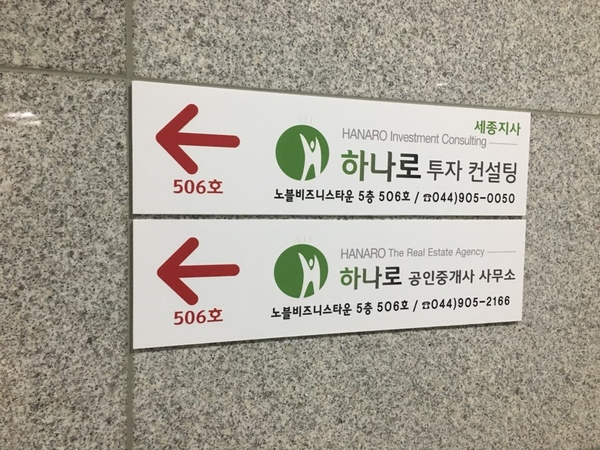 세종지사
HANARO Investment Consulting
하나로 투자 컨설팅
506호
노블비즈니스타운 5층 506호 / ☎044)905-0050
HANARO The Real Estate Agency
하나로 공인중개사 사무소
506호
노블비즈니스타운 5층 506호 / ☎044)905-2166